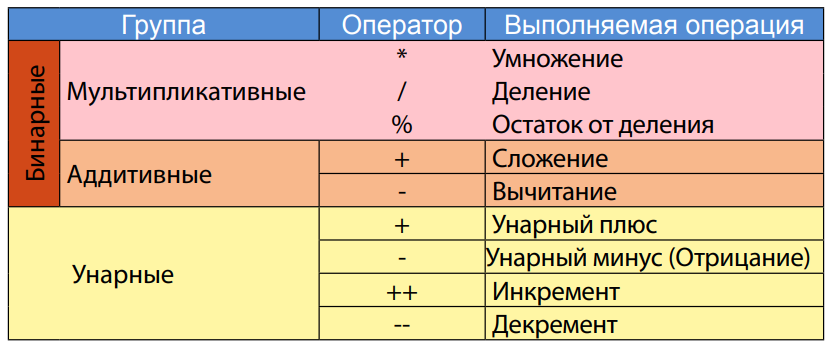 Группа Оператор Выполняемая операция
Бинарные
Мультипликативные
* Умножение
/ Деление
% Остаток от деления
Аддитивные
+ Сложение
- Вычитание
Унарные
+ Унарный плюс
- Унарный минус (Отрицание)
++ Инкремент
-- Декремент